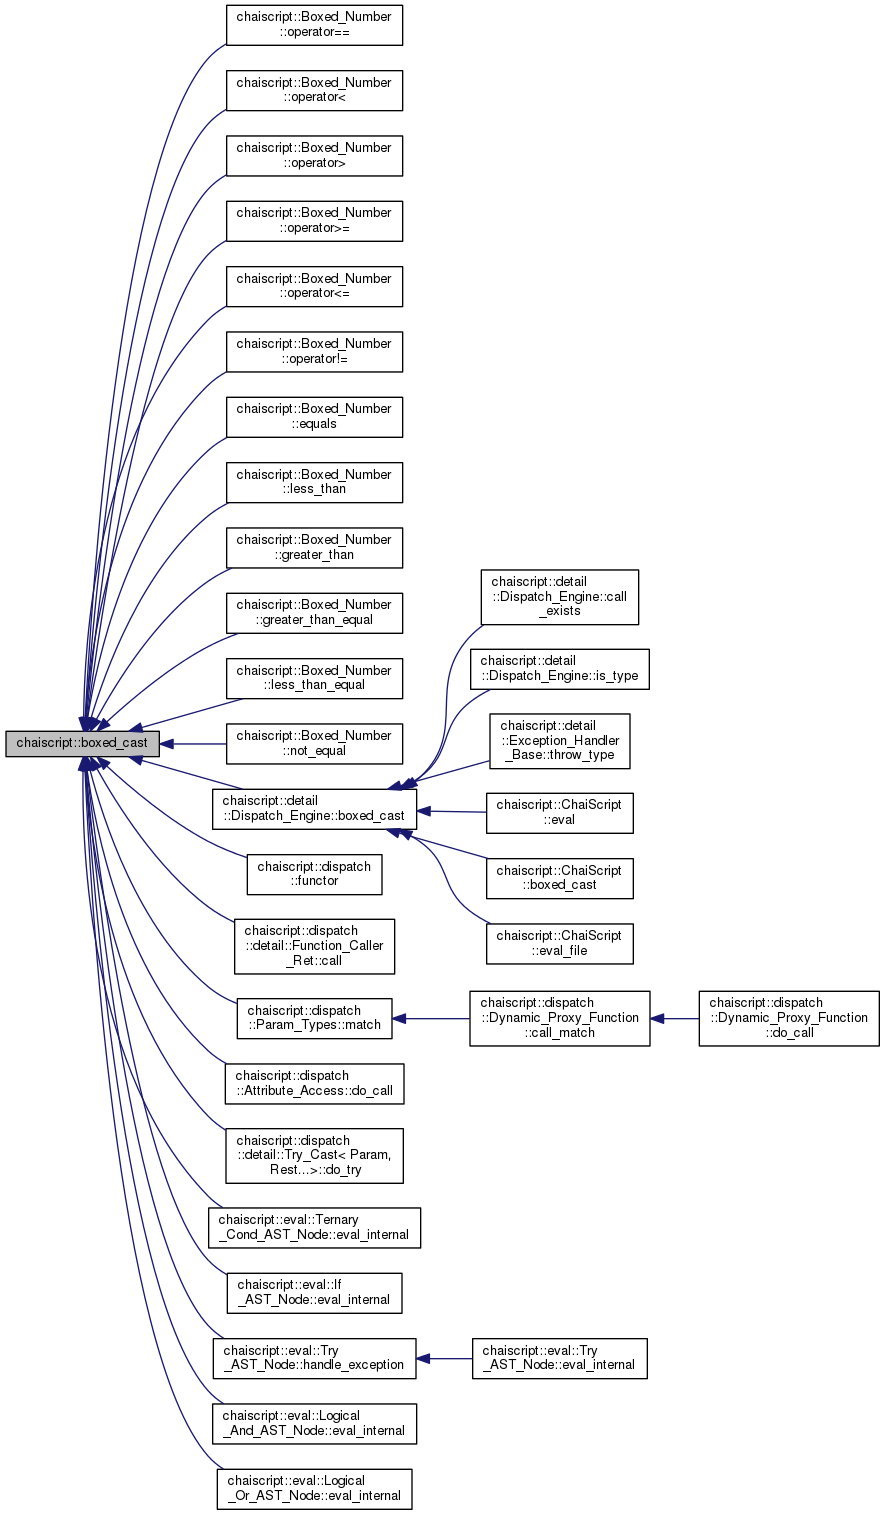 chaiscript::Boxed_Number
::operator==
chaiscript::Boxed_Number
::operator<
chaiscript::Boxed_Number
::operator>
chaiscript::Boxed_Number
::operator>=
chaiscript::Boxed_Number
::operator<=
chaiscript::Boxed_Number
::operator!=
chaiscript::Boxed_Number
::equals
chaiscript::Boxed_Number
::less_than
chaiscript::Boxed_Number
::greater_than
chaiscript::Boxed_Number
::greater_than_equal
chaiscript::Boxed_Number
::less_than_equal
chaiscript::boxed_cast
chaiscript::Boxed_Number
::not_equal
chaiscript::detail
::Dispatch_Engine::boxed_cast
chaiscript::detail
::Dispatch_Engine::call
_exists
chaiscript::detail
::Dispatch_Engine::is_type
chaiscript::detail
::Exception_Handler
_Base::throw_type
chaiscript::ChaiScript
::eval
chaiscript::ChaiScript
::boxed_cast
chaiscript::ChaiScript
::eval_file
chaiscript::dispatch
::functor
chaiscript::dispatch
::detail::Function_Caller
_Ret::call
chaiscript::dispatch
::Param_Types::match
chaiscript::dispatch
::Dynamic_Proxy_Function
::call_match
chaiscript::dispatch
::Dynamic_Proxy_Function
::do_call
chaiscript::dispatch
::Attribute_Access::do_call
chaiscript::dispatch
::detail::Try_Cast< Param,
Rest...>::do_try
chaiscript::eval::Ternary
_Cond_AST_Node::eval_internal
chaiscript::eval::If
_AST_Node::eval_internal
chaiscript::eval::Try
_AST_Node::handle_exception
chaiscript::eval::Try
_AST_Node::eval_internal
chaiscript::eval::Logical
_And_AST_Node::eval_internal
chaiscript::eval::Logical
_Or_AST_Node::eval_internal